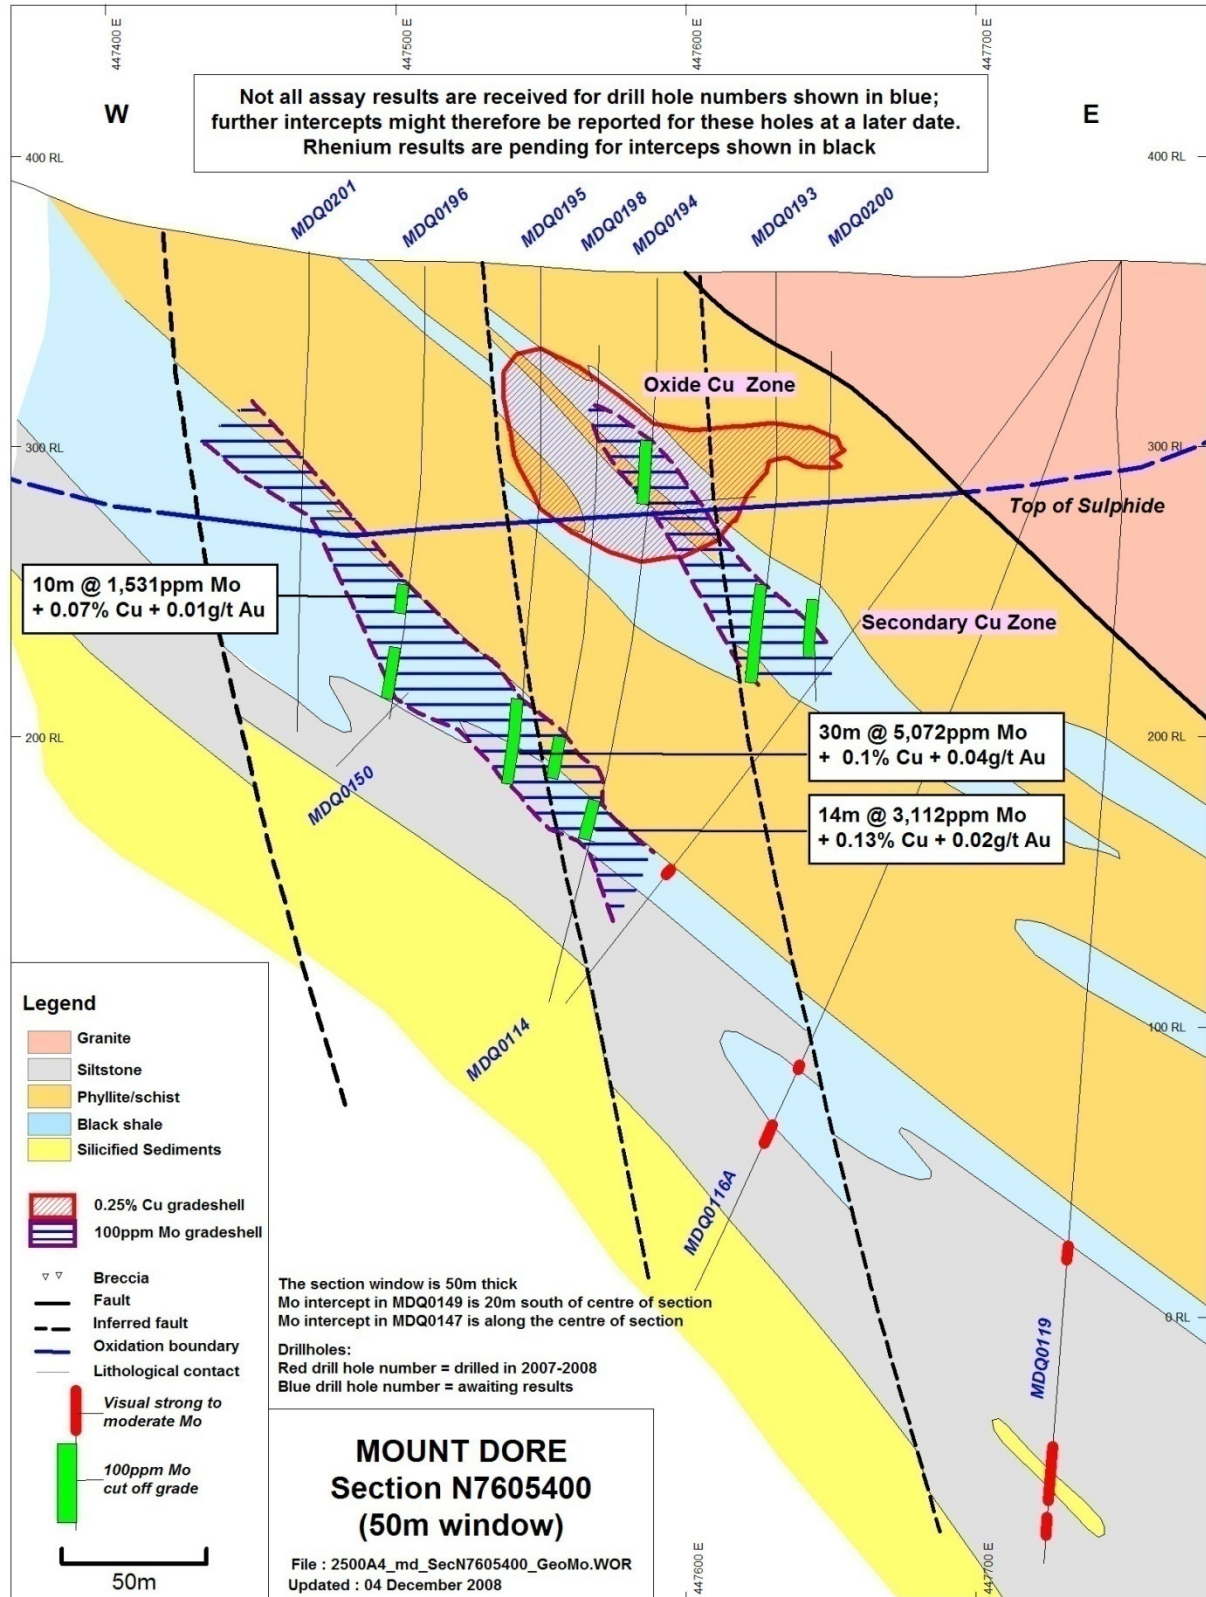 447400 E
447500 E
447600 E
447700 E
W
E
Not all assay results are received for drill hole numbers shown in blue;
further intercepts might therefore be reported for these holes at a later date.
Rhenium results are pending for interceps shown in black
400 RL
400 RL
MDQ0201
MDQ0196
MDQ0195
MDQ0198
MDQ0194
MDQ0193
MDQ0200
Oxide Cu Zone
300 RL
300 RL
Top of Sulphide
10m @ 1,531ppm Mo
+ 0.07% Cu + 0.01g/t Au
Secondary Cu Zone
200 RL
200 RL
30m @ 5,072ppm Mo
+ 0.1% Cu + 0.04g/t Au
MDQ0150
14m @ 3,112ppm Mo
+ 0.13% Cu + 0.02g/t Au
MDQ0114
100 RL
MDQ0116A
0 RL
MDQ0119
Legend
Granite
Siltstone
Phyllite/schist
Black shale
Silicified Sediments
0.25% Cu gradeshell
100ppm Mo gradeshell
Breccia
Fault
Inferred fault
Oxidation boundary
Lithological contact
Visual strong to
moderate Mo
100ppm Mo
cut off grade
50m
The section window is 50m thick
Mo intercept in MDQ0149 is 20m south of centre of section
Mo intercept in MDQ0147 is along the centre of section
Drillholes:
Red drill hole number = drilled in 2007-2008
Blue drill hole number = awaiting results
MOUNT DORE
Section N7605400
(50m window)
File : 2500A4_md_SecN7605400_GeoMo.WOR
Updated : 04 December 2008
447600 E
447700 E